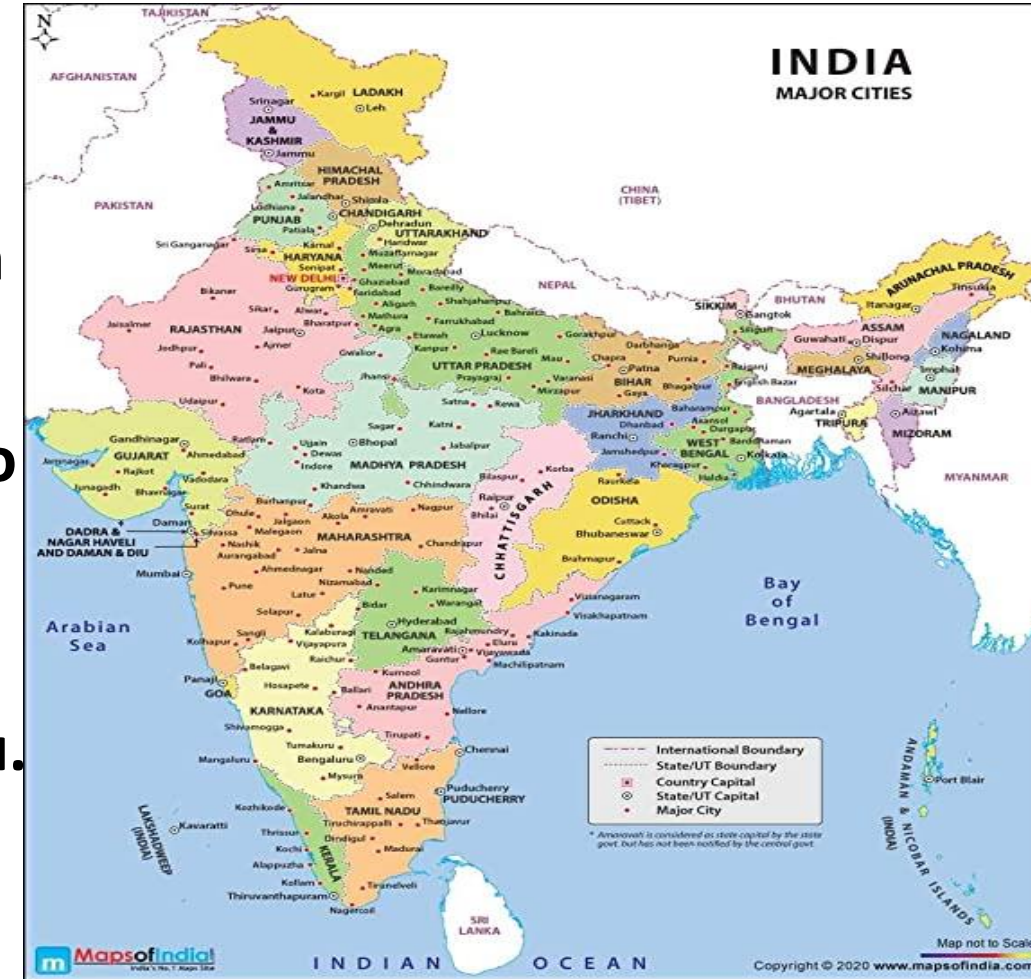 N
TAJIKISTAN
INDIA
MAJOR CITIES
AFGHANISTAN
Kargil
LADAKH
Leh
Srinagar
JAMMU
&
KASHMIR
Jammu
HIMACHAL
PRADESH
CHINA
(TIBET)
PAKISTAN
Amritsar
Jalandhar
Shimla
Ludhiana
PUNJAB
CHANDIGARH
Patiala
Dehradun
UTTARAKHAND
Haridwar
Sri Ganganagar
Sirsa
Karnal
HARYANA
Muzaffarnagar
Sonipat
Meerut
Moradabad
NEW DELHI
Ghaziabad
Gurugram
Faridabad
Bareilly
NEPAL
Bikaner
Aligarh
Shahjahanpur
SIKKIM
Gangtok
BHUTAN
ARUNACHAL PRADESH
Itanagar
Tinsukia
Sikar
Alwar
Mathura
Farrukhabad
Bahraich
Jaisalmer
RAJASTHAN
Jaipur
Bharatpur
Agra
Etawah
Lucknow
Gorakhpur
Siliguri
ASSAM
Guwahati
Dispur
NAGALAND
Kohima
Jodhpur
Ajmer
Gwalior
Kanpur
Rae Bareli
Mau
Darbhanga
Chapra
Purnia
Patna
Shillong
MEGHALAYA
Imphal
Pali
UTTAR PRADESH
Raiganj
Bhilwara
Kota
Jhansi
Prayagraj
Varanasi
Mirzapur
BIHAR
Gaya
Bhagalpur
English Bazar
Silchar
MANIPUR
BANGLADESH
Udaipur
Satna
Rewa
JHARKHAND
Baharampur
Agartala
TRIPURA
Aizawl
MIZORAM
Dhanbad
Asansol
Durgapur
Gandhinagar
Ratlam
Ujjain
Bhopal
Sagar
Katni
Ranchi
WEST
BENGAL
Kolkata
GUJARAT
Ahmedabad
Dewas
Indore
Jabalpur
Jamshedpur
Kharagpur
Haldia
Jamnagar
Rajkot
MADHYA PRADESH
Korba
Bilaspur
Raurkela
MYANMAR
Vadodara
Junagadh
Bhavnagar
Khandwa
Chhindwara
Raipur
Bhilai
CHHATTISGARH
ODISHA
Surat
Burhanpur
Dhule
Jalgaon
Akola
Amravati
Nagpur
Cuttack
Bhubaneswar
Daman
Silvassa
DADRA &
NAGAR HAVELI
AND DAMAN & DIU
Malegaon
MAHARASHTRA
Nashik
Jalna
Aurangabad
Chandrapur
Brahmapur
Mumbai
Ahmednagar
Nanded
Bay
of
Bengal
Pune
Nizamabad
Latur
Karimnagar
Vizianagaram
Warangal
Visakhapatnam
Arabian
Sea
Solapur
Bidar
Hyderabad
TELANGANA
Sangli
Kolhapur
Kalaburagi
Vijayapura
Rajahmundry
Kakinada
Eluru
Amaravati
Vijayawada
Belagavi
Raichur
Guntur
Machilipatnam
Panaji
GOA
Kurnool
Hosapete
Ballari
ANDHRA
PRADESH
KARNATAKA
Anantapur
Nellore
Shivamogga
Tirupati
Tumakuru
Mangaluru
Bengaluru
Chennai
Mysuru
Vellore
Puducherry
PUDUCHERRY
Salem
TAMIL NADU
Kozhikode
Tiruchirappalli
Thanjavur
LAKSHADWEEP
(INDIA)
Kavaratti
Thrissur
Dindigul
Kochi
KERALA
Madurai
Alappuzha
Kollam
Tirunelveli
Thiruvananthapuram
Nagercoil
SRI
LANKA
International Boundary
State/UT Boundary
Country Capital
State/UT Capital
Major City
* Amaravati is considered as state capital by the state
govt. but has not been notified by the central govt
Port Blair
ANDAMAN & NICOBAR ISLANDS
(INDIA)
INDIAN OCEAN
m MapsofIndia
India's No. 1 Maps Site
Map not to Scale
Copyright © 2020 www.mapsofindia.com